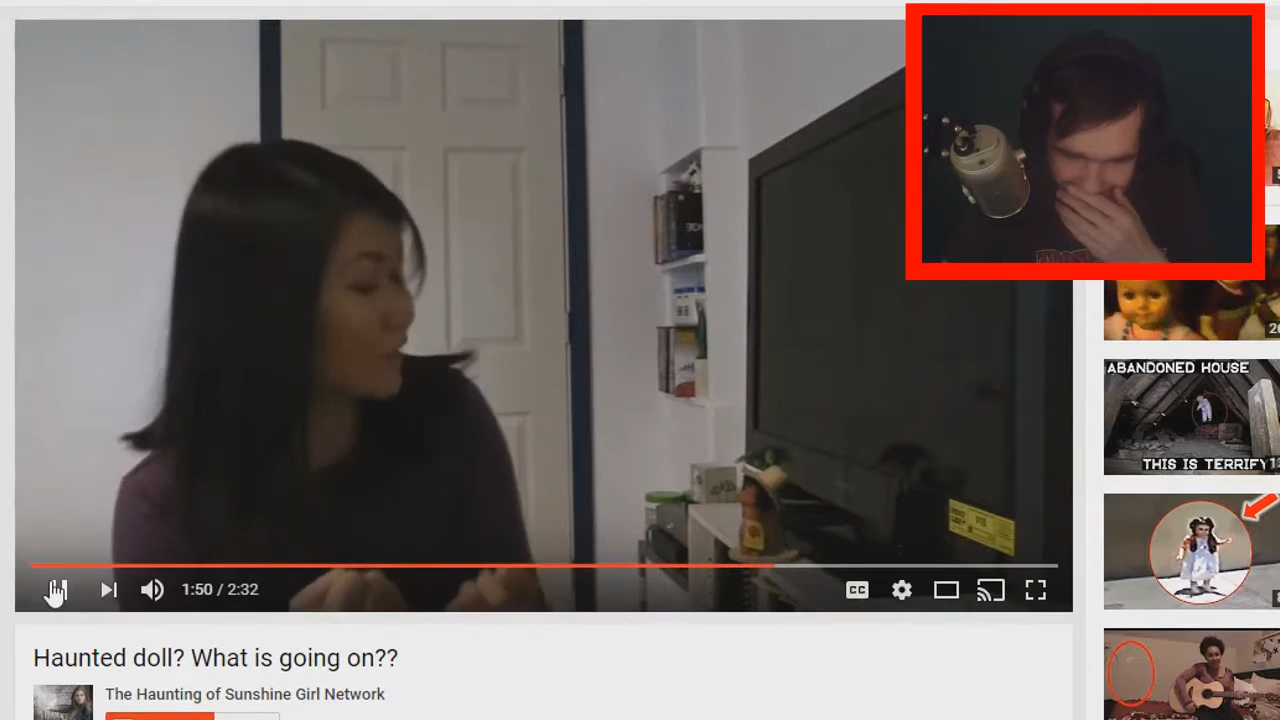 1:50 / 2:32
CC
Haunted doll? What is going on??
The Haunting of Sunshine Girl Network
ABANDONED HOUSE
THIS IS TERRIFY